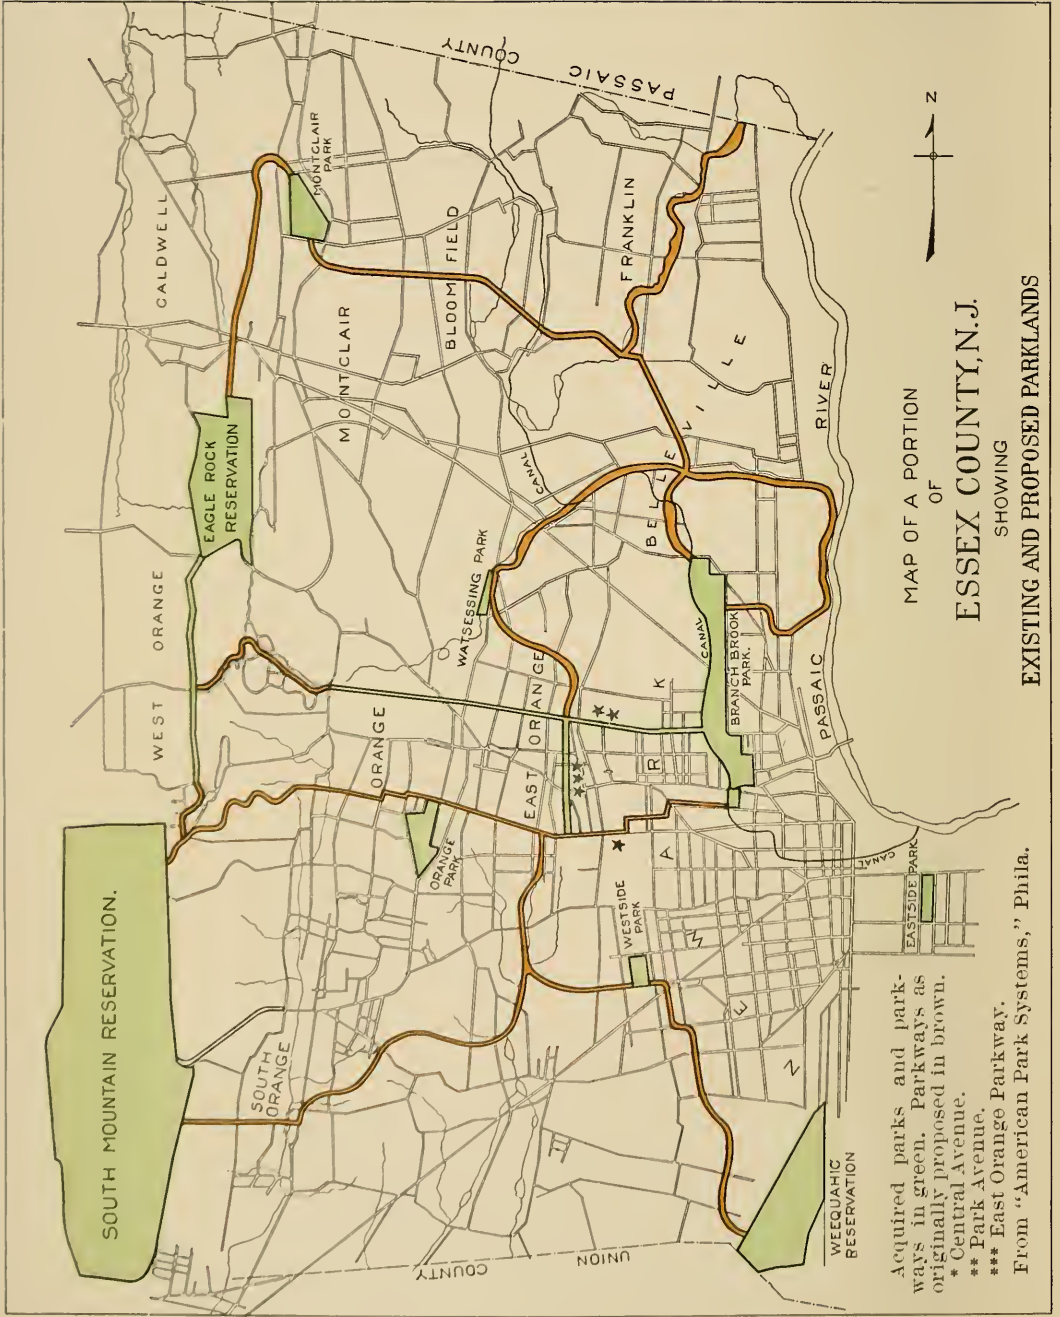 MAP OF A PORTION
OF
ESSEX COUNTY, N.J.
SHOWING
EXISTING AND PROPOSED PARKLANDS
N
PASSAIC COUNTY
CALDWELL
MONTCLAIR
PARK
EAGLE ROCK
RESERVATION
MONTCLAIR
BLOOMFIELD
FRANKLIN
BELLEVILLE
CANAL
RIVER
WEST ORANGE
WATSESSING PARK
ORANGE
EAST ORANGE
CANAL
BRANCH BROOK
PARK.
PASSAIC
**
***
*
SOUTH MOUNTAIN RESERVATION.
ORANGE
PARK
WESTSIDE
PARK
NEWARK
CANAL
EASTSIDE PARK.
SOUTH
ORANGE
UNION COUNTY
WEEQUAHIC
RESERVATION
Acquired parks and park-
ways in green. Parkways as
originally proposed in brown.
* Central Avenue.
** Park Avenue.
*** East Orange Parkway.
From “American Park Systems,” Phila.